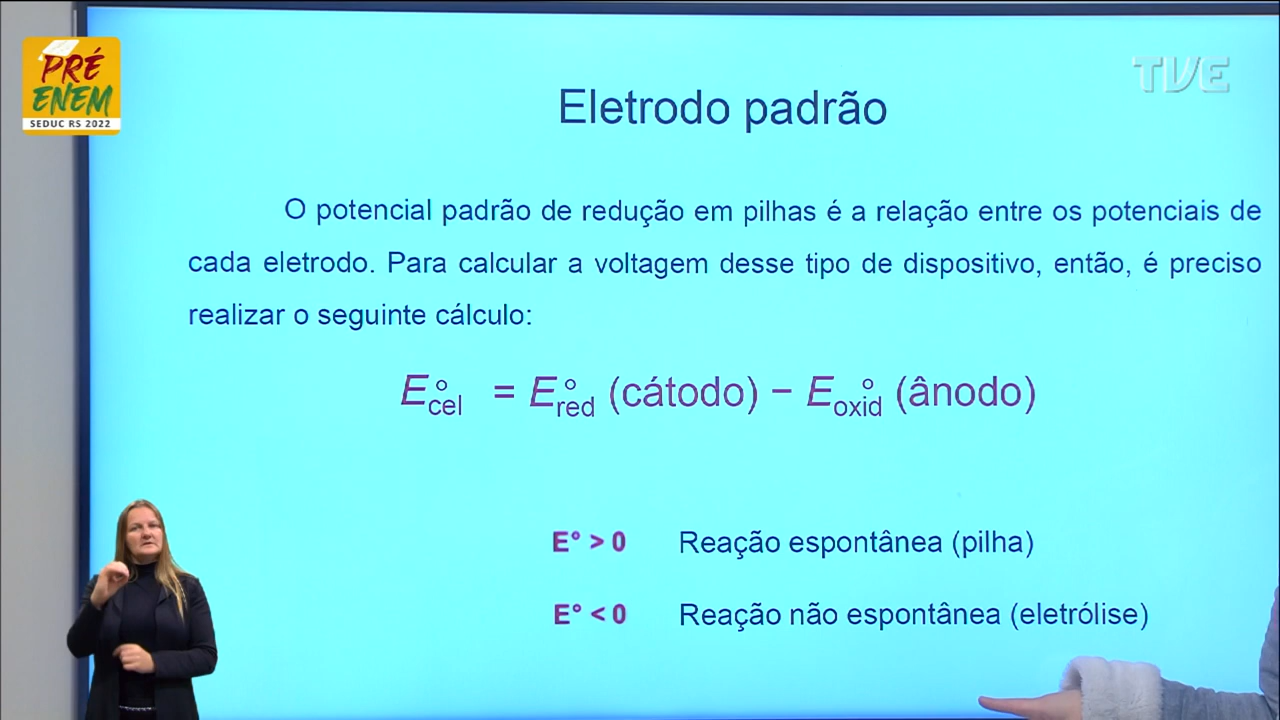 PRÉ
ENEM
SEDUC RS 2022
TVE
Eletrodo padrão
O potencial padrão de redução em pilhas é a relação entre os potenciais de
cada eletrodo. Para calcular a voltagem desse tipo de dispositivo, então, é preciso
realizar o seguinte cálculo:
E°cel = E°red (cátodo) − E°oxid (ânodo)
E° > 0 Reação espontânea (pilha)
E° < 0 Reação não espontânea (eletrólise)